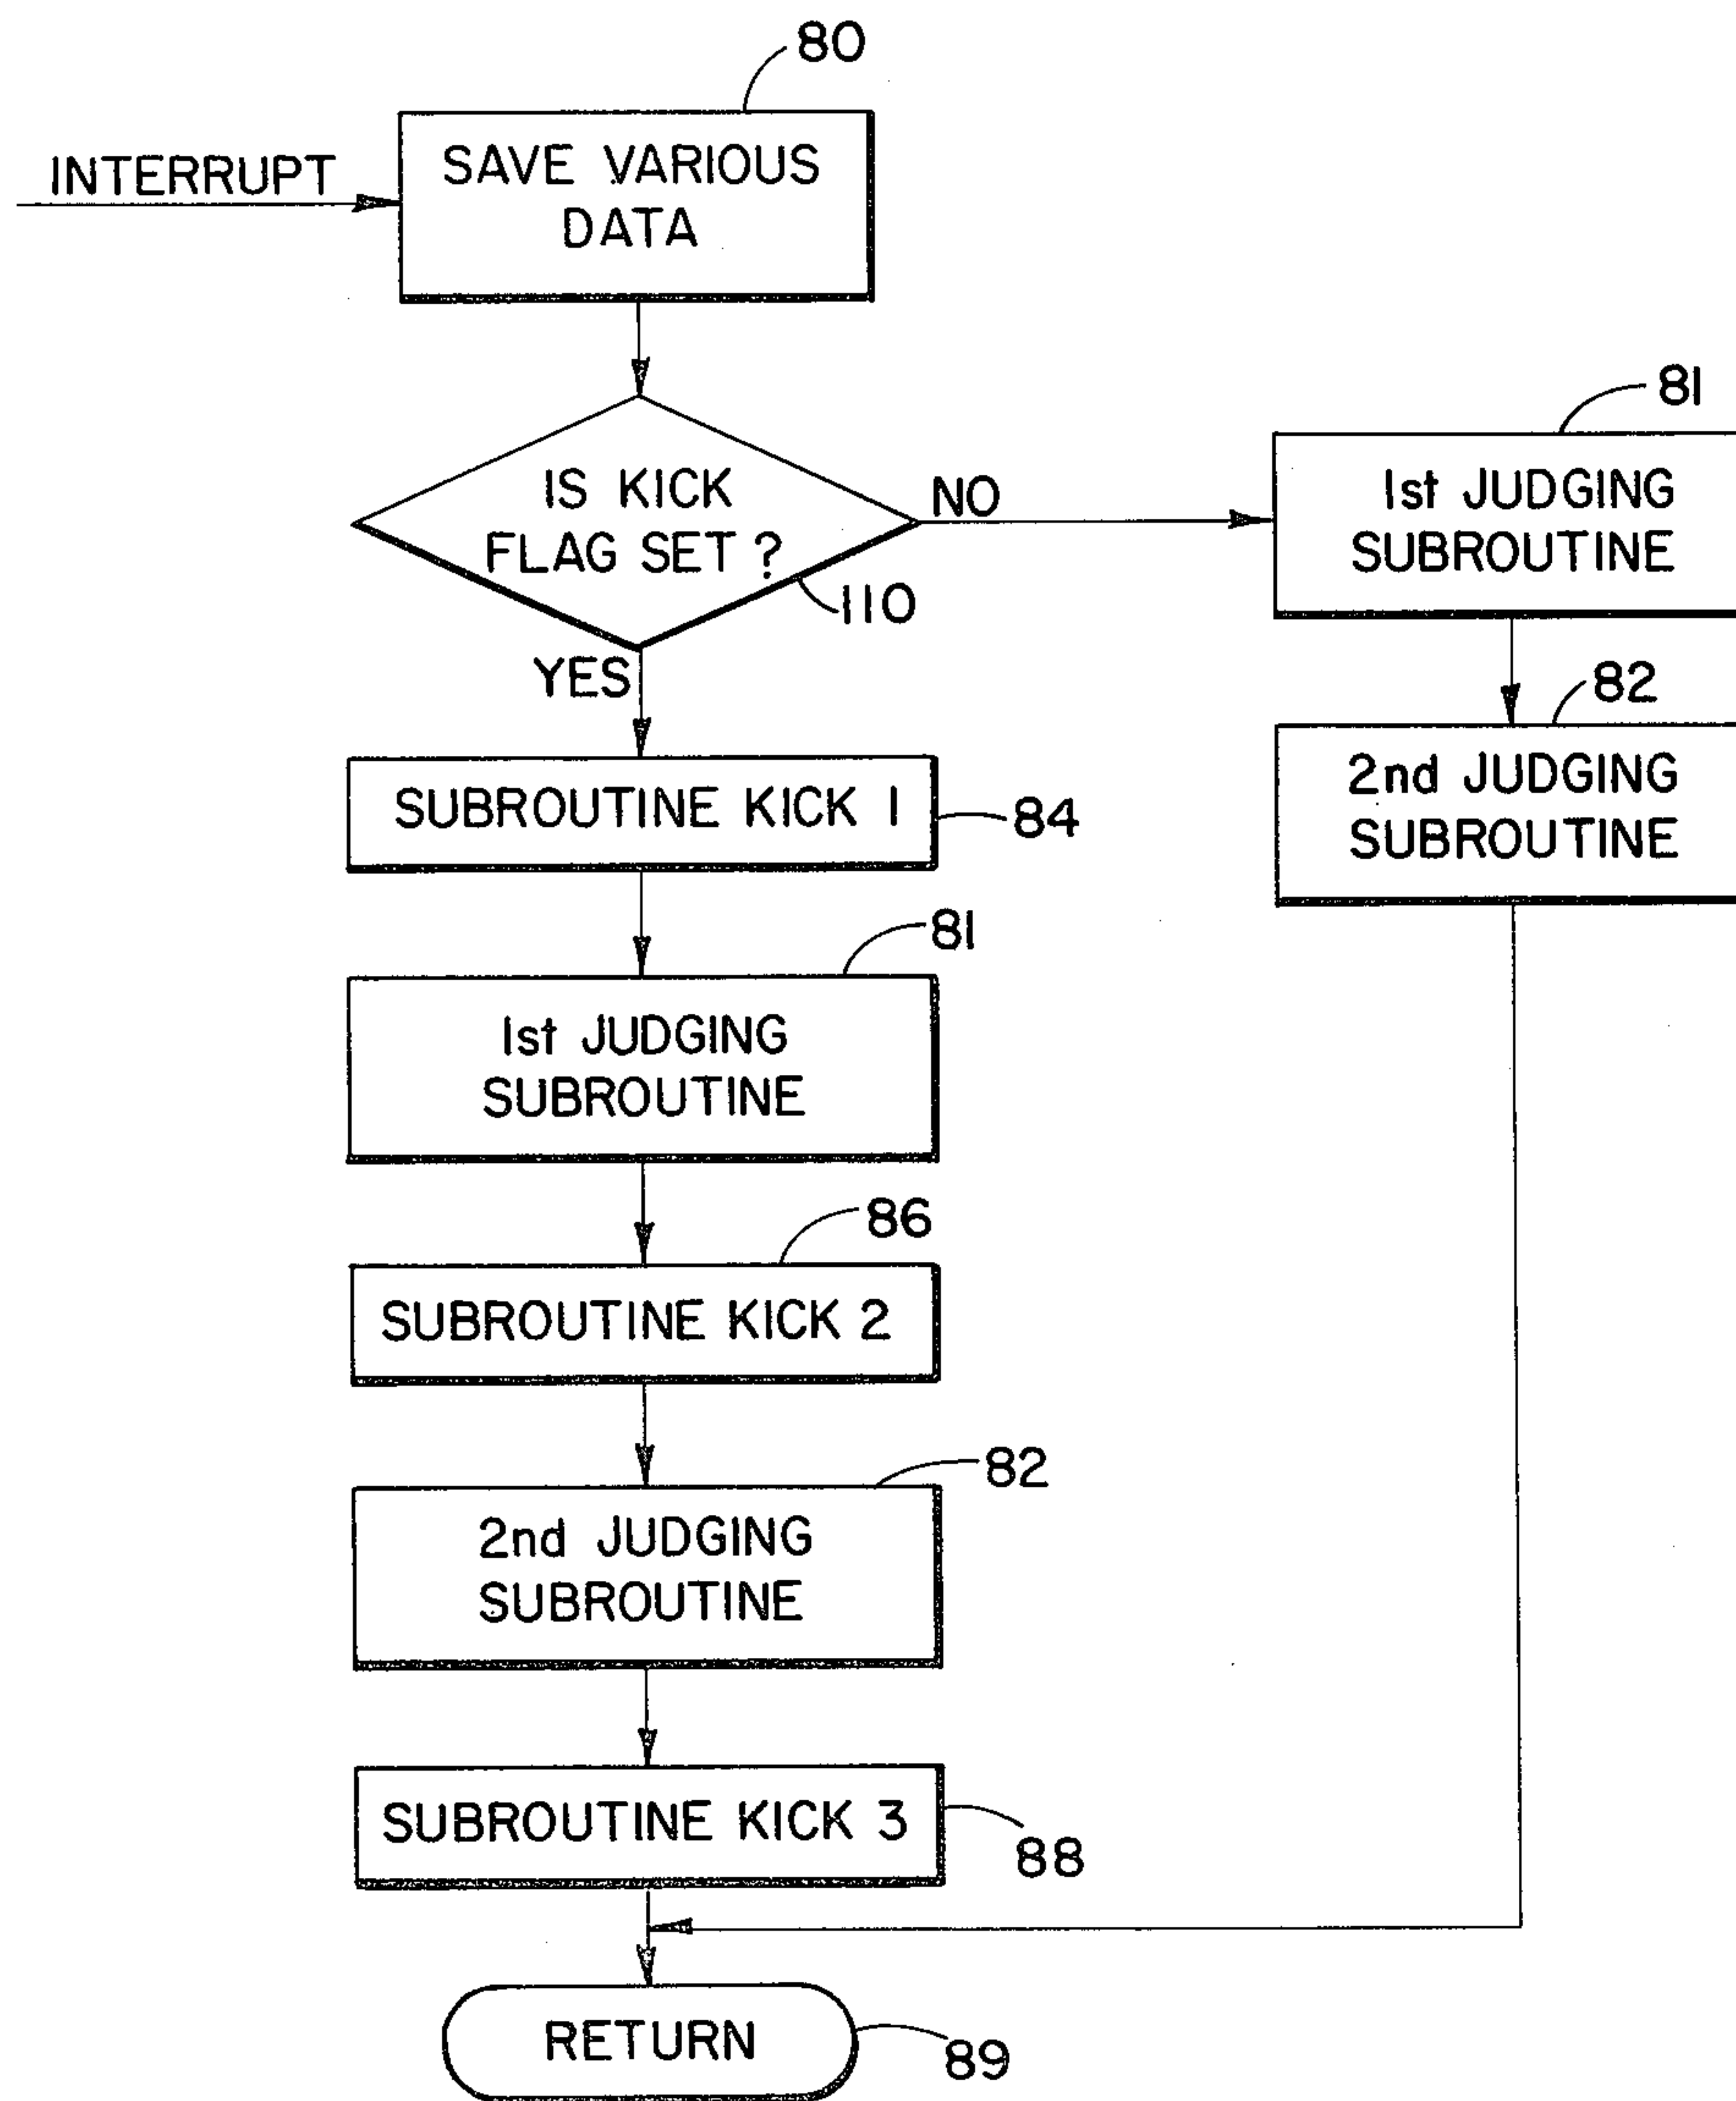 80
INTERRUPT
SAVE VARIOUS
DATA
IS KICK
FLAG SET ?
110
NO
YES
81
1st JUDGING
SUBROUTINE
82
2nd JUDGING
SUBROUTINE
SUBROUTINE KICK 1
84
81
1st JUDGING
SUBROUTINE
86
SUBROUTINE KICK 2
82
2nd JUDGING
SUBROUTINE
SUBROUTINE KICK 3
88
RETURN
89